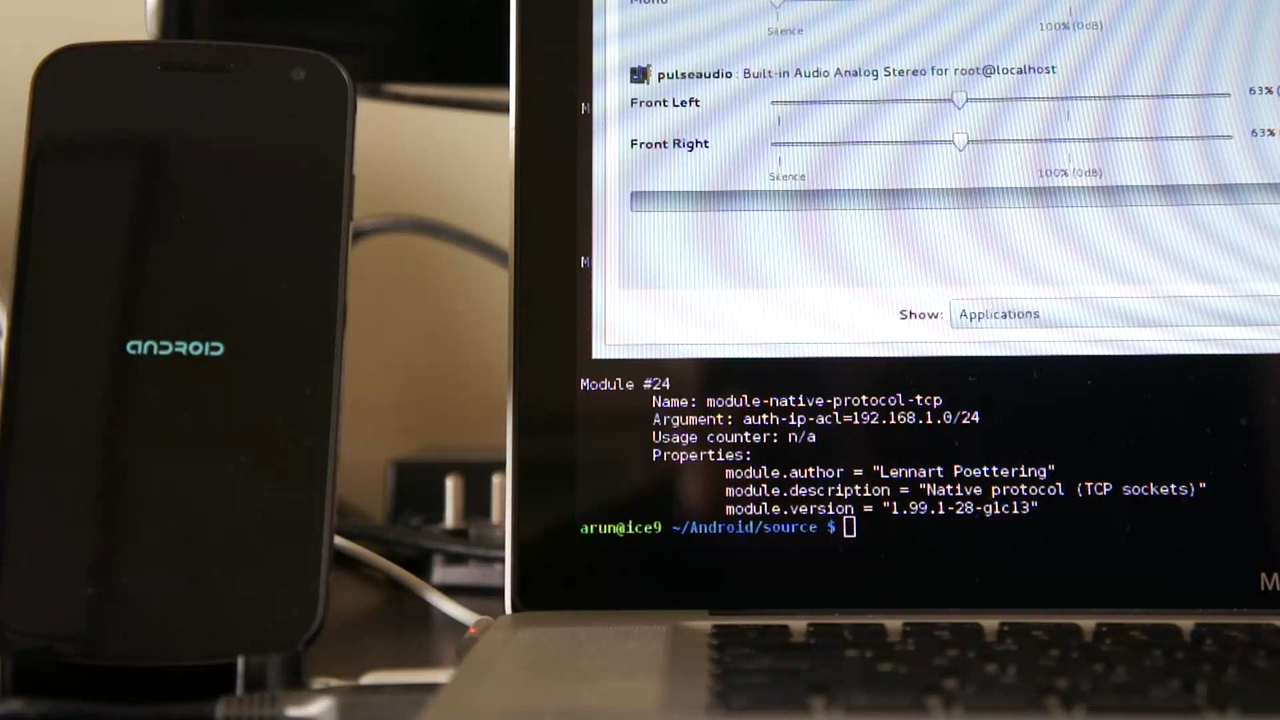 ANDROID
Mono
Silence 100% (0dB)
pulseaudio : Built-in Audio Analog Stereo for root@localhost
Front Left 63% (
Front Right 63%
Silence 100% (0dB)
Show: Applications
M
M
Module #24
Name: module-native-protocol-tcp
Argument: auth-ip-acl=192.168.1.0/24
Usage counter: n/a
Properties:
module.author = "Lennart Poettering"
module.description = "Native protocol (TCP sockets)"
module.version = "1.99.1-28-g1c13"
arun@ice9 ~/Android/source $
M